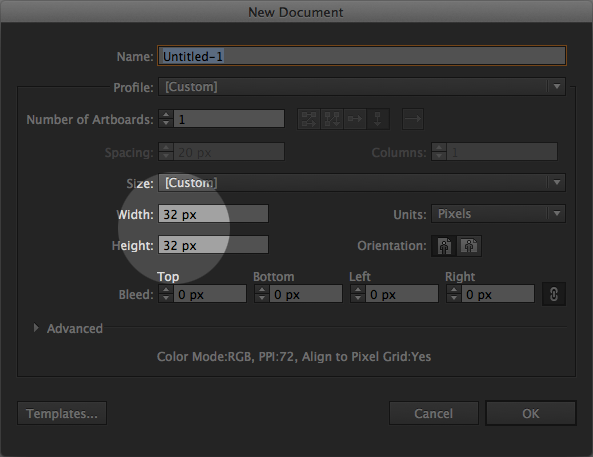 New Document
Name: Untitled-1
Profile: [Custom]
Number of Artboards: 1
Spacing: 20 px Columns: 1
Size: [Custom]
Width: 32 px Units: Pixels
Height: 32 px Orientation:
Top Bottom Left Right
Bleed: 0 px 0 px 0 px 0 px
Advanced
Color Mode:RGB, PPI:72, Align to Pixel Grid:Yes
Templates... Cancel OK